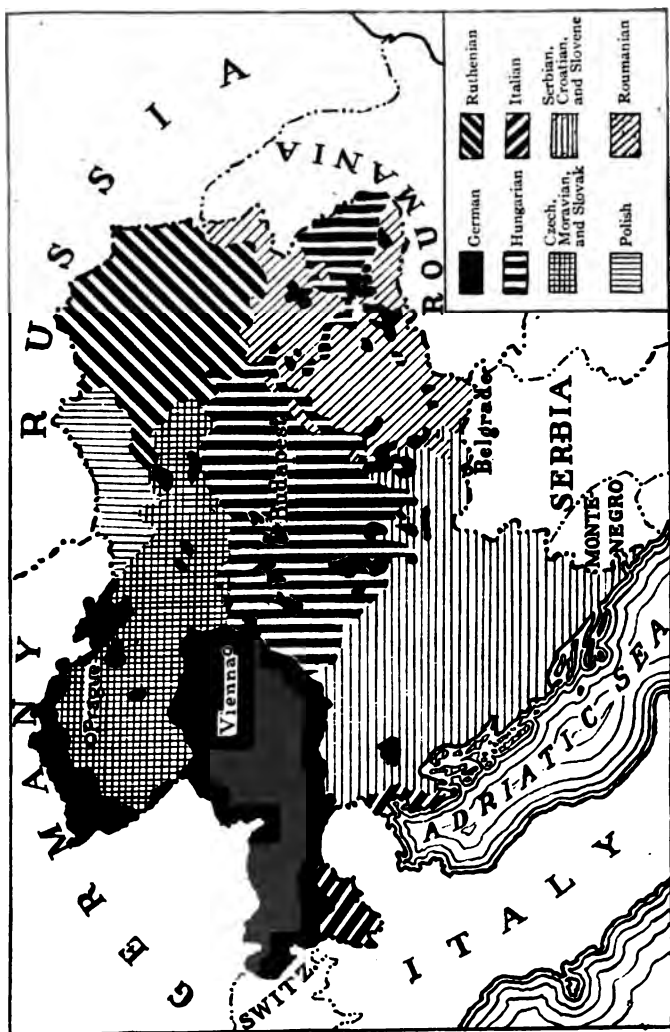 GERMANY
RUSSIA
Prague
Vienna
Budapest
SWITZ.
ITALY
ADRIATIC SEA
ROUMANIA
Belgrade
SERBIA
MONTE
NEGRO
German
Ruthenian
Hungarian
Italian
Czech,
Moravian,
and Slovak
Serbian,
Croatian,
and Slovene
Polish
Roumanian